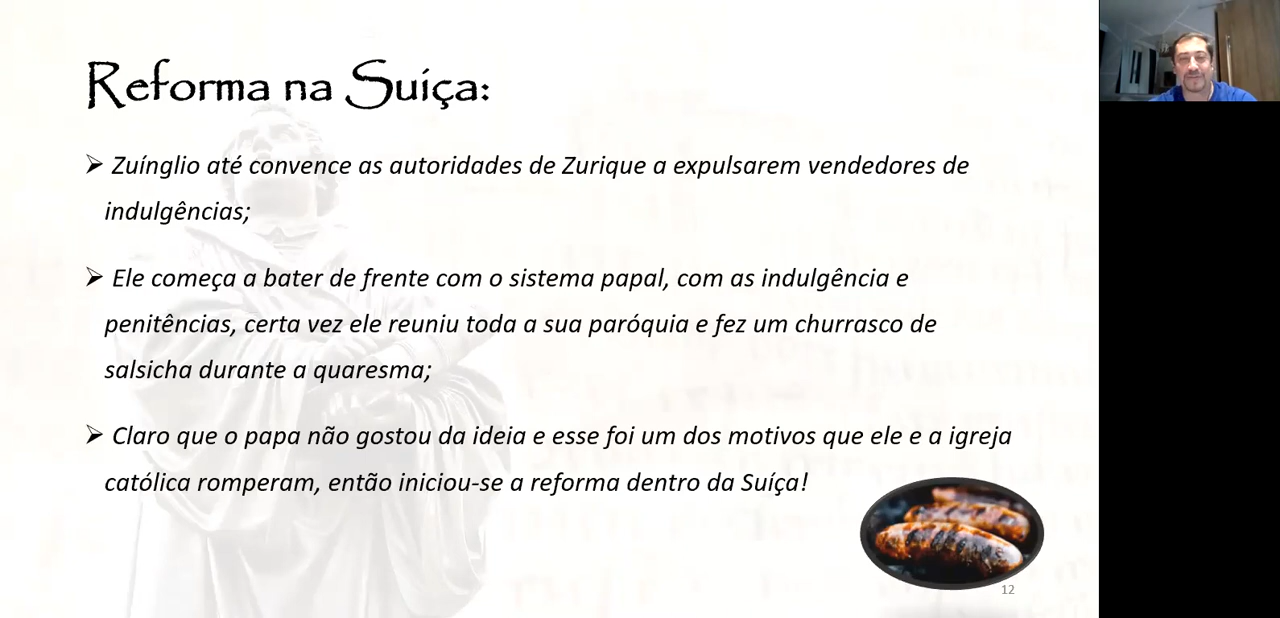 Reforma na Suíça:
➢ Zuínglio até convence as autoridades de Zurique a expulsarem vendedores de
indulgências;
➢ Ele começa a bater de frente com o sistema papal, com as indulgência e
penitências, certa vez ele reuniu toda a sua paróquia e fez um churrasco de
salsicha durante a quaresma;
➢ Claro que o papa não gostou da ideia e esse foi um dos motivos que ele e a igreja
católica romperam, então iniciou-se a reforma dentro da Suíça!
12